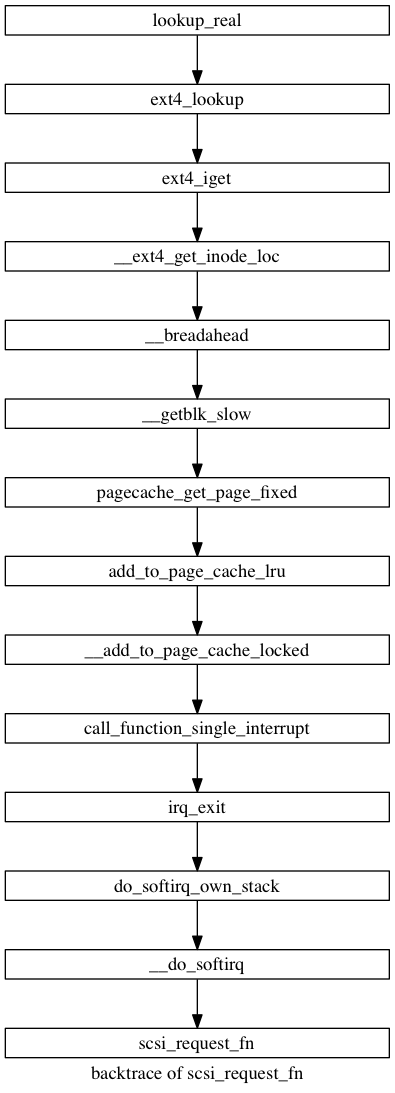 lookup_real
ext4_lookup
ext4_iget
__ext4_get_inode_loc
__breadahead
__getblk_slow
pagecache_get_page_fixed
add_to_page_cache_lru
__add_to_page_cache_locked
call_function_single_interrupt
irq_exit
do_softirq_own_stack
__do_softirq
scsi_request_fn
backtrace of scsi_request_fn